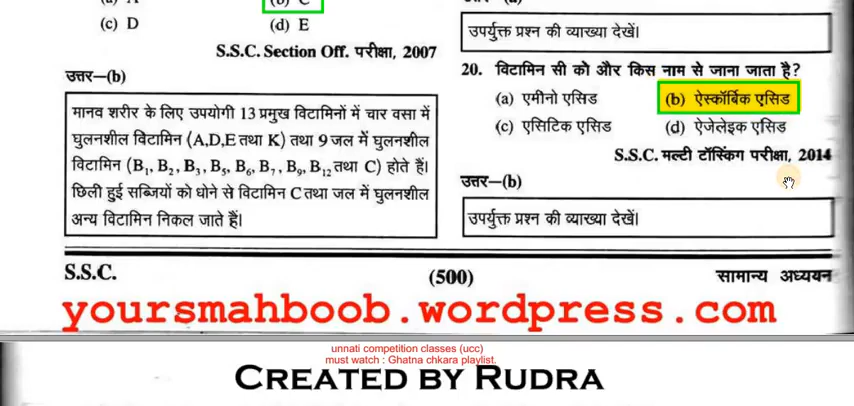 (b) C
(c) D
(d) E
S.S.C. Section Off. परीक्षा, 2007
उत्तर—(b)
मानव शरीर के लिए उपयोगी 13 प्रमुख विटामिनों में चार वसा में
घुलनशील विटामिन (A,D,E तथा K) तथा 9 जल में घुलनशील
विटामिन (B1, B2, B3, B5, B6, B7, B9, B12 तथा C) होते हैं।
छिली हुई सब्जियों को धोने से विटामिन C तथा जल में घुलनशील
अन्य विटामिन निकल जाते हैं।
उपर्युक्त प्रश्न की व्याख्या देखें।
20. विटामिन सी को और किस नाम से जाना जाता है?
(a) एमीनो एसिड
(b) ऐस्कॉर्बिक एसिड
(c) एसिटिक एसिड
(d) ऐजेलेइक एसिड
S.S.C. मल्टी टॉस्किंग परीक्षा, 2014
उत्तर—(b)
उपर्युक्त प्रश्न की व्याख्या देखें।
S.S.C.
(500)
सामान्य अध्ययन
yoursmahboob.wordpress.com
unnati competition classes (ucc)
must watch : Ghatna chkara playlist.
CREATED BY RUDRA